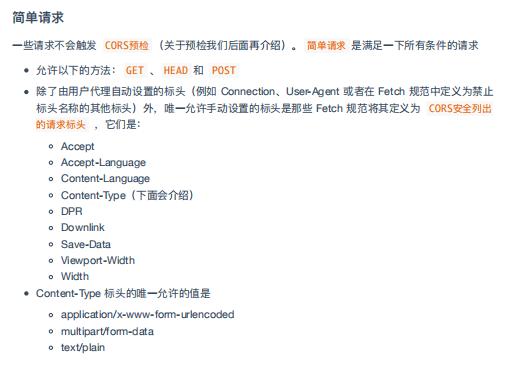 简单请求
一些请求不会触发 CORS预检 （关于预检我们后面再介绍）。 简单请求 是满足一下所有条件的请求
允许以下的方法： GET 、 HEAD 和 POST
除了由用户代理自动设置的标头（例如 Connection、User-Agent 或者在 Fetch 规范中定义为禁止
标头名称的其他标头）外，唯一允许手动设置的标头是那些 Fetch 规范将其定义为 CORS安全列出
的请求标头 ，它们是：
Accept
Accept-Language
Content-Language
Content-Type（下面会介绍）
DPR
Downlink
Save-Data
Viewport-Width
Width
Content-Type 标头的唯一允许的值是
application/x-www-form-urlencoded
multipart/form-data
text/plain